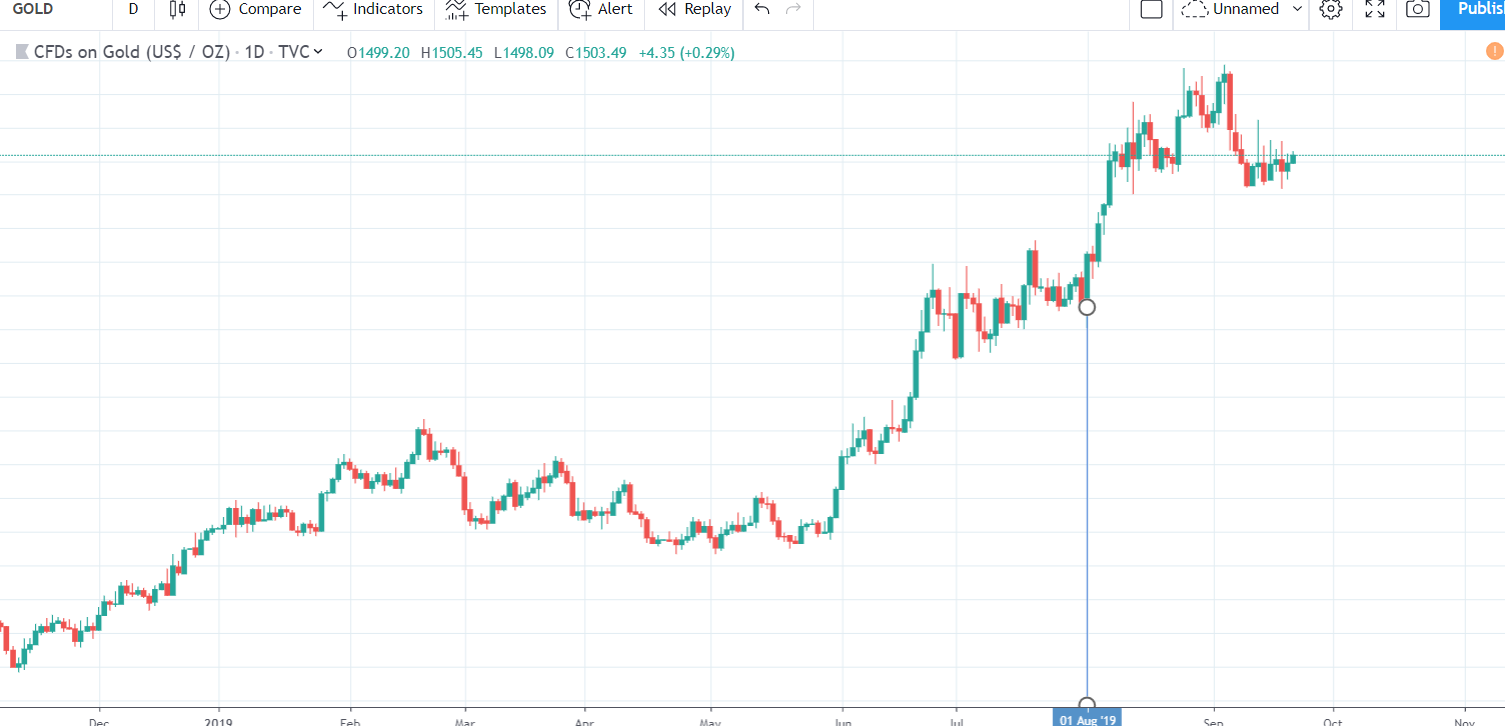 GOLD D Compare Indicators Templates Alert Replay Unnamed Publis
CFDs on Gold (US$ / OZ) · 1D · TVC O1499.20 H1505.45 L1498.09 C1503.49 +4.35 (+0.29%)
Dec 2019 Feb Mar Apr May Jun Jul 01 Aug '19 Sep Oct Nov